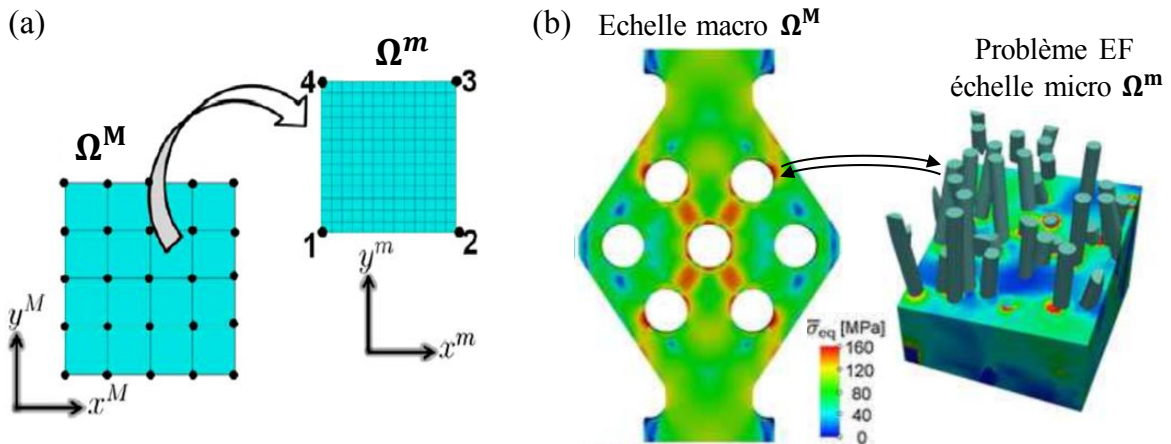 (a)
Ω^M
Ω^m
4
3
1
2
y^m
x^m
y^M
x^M
(b) Echelle macro Ω^M
Problème EF
échelle micro Ω^m
σ̅_eq [MPa]
160
120
80
40
0